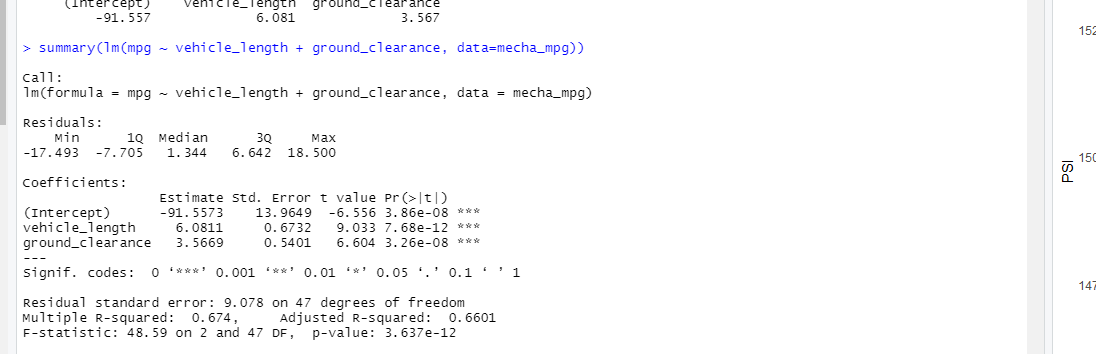 (Intercept)   vehicle_length  ground_clearance
-91.557            6.081             3.567
> summary(lm(mpg ~ vehicle_length + ground_clearance, data=mecha_mpg))
Call:
lm(formula = mpg ~ vehicle_length + ground_clearance, data = mecha_mpg)
Residuals:
    Min      1Q  Median      3Q     Max
-17.493  -7.705   1.344   6.642  18.500
Coefficients:
                 Estimate Std. Error t value Pr(>|t|)
(Intercept)      -91.5573    13.9649  -6.556 3.86e-08 ***
vehicle_length     6.0811     0.6732   9.033 7.68e-12 ***
ground_clearance   3.5669     0.5401   6.604 3.26e-08 ***
---
Signif. codes:  0 ‘***’ 0.001 ‘**’ 0.01 ‘*’ 0.05 ‘.’ 0.1 ‘ ’ 1
Residual standard error: 9.078 on 47 degrees of freedom
Multiple R-squared:  0.674,     Adjusted R-squared:  0.6601
F-statistic: 48.59 on 2 and 47 DF,  p-value: 3.637e-12
PSI
152
150
147